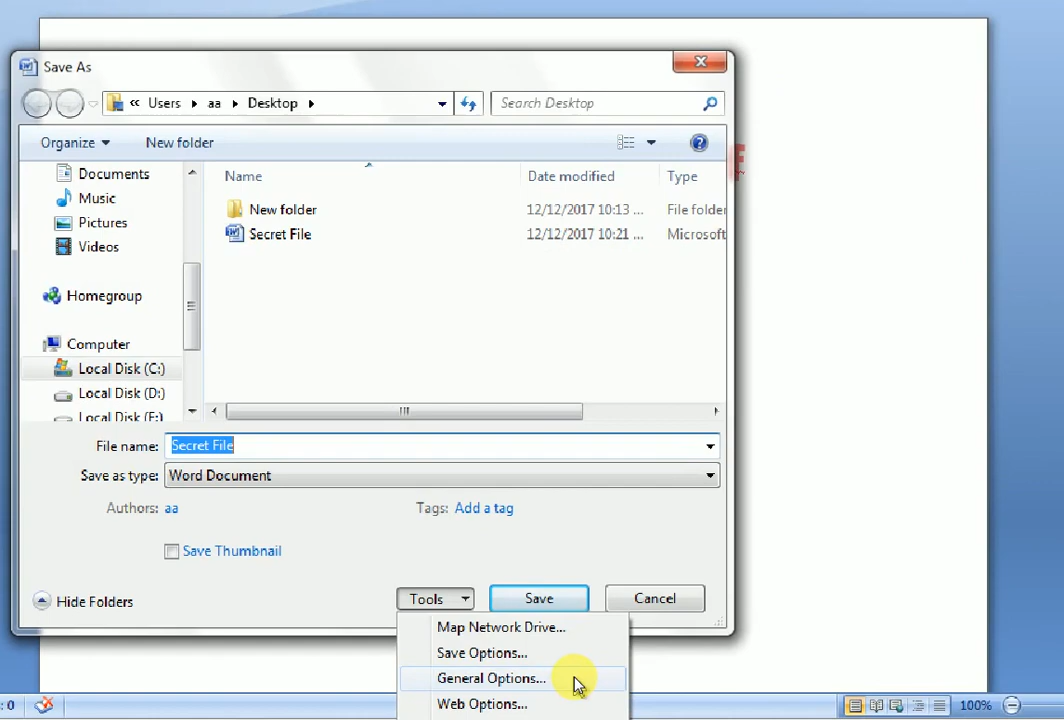 Save As
« Users ▸ aa ▸ Desktop ▸
Search Desktop
Organize
New folder
Documents
Music
Pictures
Videos
Homegroup
Computer
Local Disk (C:)
Local Disk (D:)
Local Disk (E:)
Name Date modified Type
New folder 12/12/2017 10:13 ... File folder
Secret File 12/12/2017 10:21 ... Microsoft
File name: Secret File
Save as type: Word Document
Authors: aa Tags: Add a tag
Save Thumbnail
Hide Folders
Tools Save Cancel
Map Network Drive...
Save Options...
General Options...
Web Options...
: 0
100%